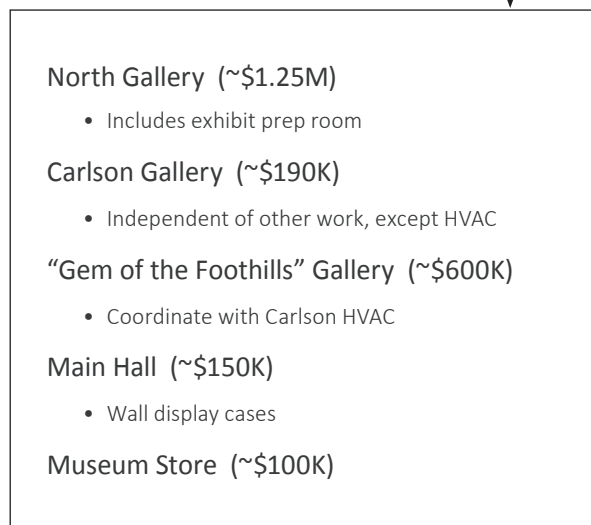 North Gallery (~$1.25M)
• Includes exhibit prep room
Carlson Gallery (~$190K)
• Independent of other work, except HVAC
“Gem of the Foothills” Gallery (~$600K)
• Coordinate with Carlson HVAC
Main Hall (~$150K)
• Wall display cases
Museum Store (~$100K)